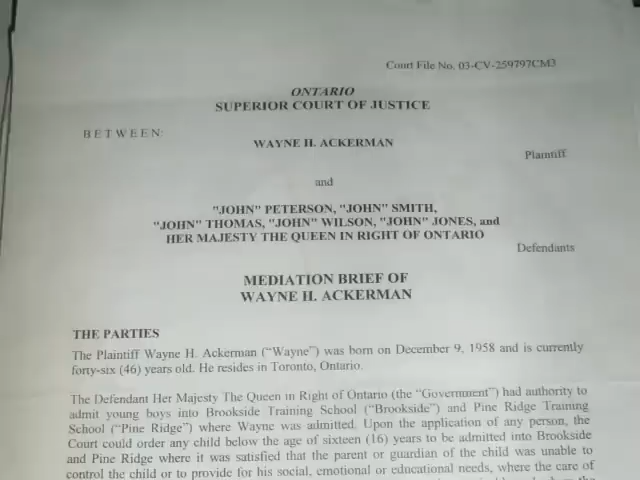 Court File No. 03-CV-259797CM3
ONTARIO
SUPERIOR COURT OF JUSTICE
B E T W E E N:
WAYNE H. ACKERMAN
Plaintiff
and
"JOHN" PETERSON, "JOHN" SMITH,
"JOHN" THOMAS, "JOHN" WILSON, "JOHN" JONES, and
HER MAJESTY THE QUEEN IN RIGHT OF ONTARIO
Defendants
MEDIATION BRIEF OF
WAYNE H. ACKERMAN
THE PARTIES
The Plaintiff Wayne H. Ackerman ("Wayne") was born on December 9, 1958 and is currently
forty-six (46) years old. He resides in Toronto, Ontario.
The Defendant Her Majesty The Queen in Right of Ontario (the "Government") had authority to
admit young boys into Brookside Training School ("Brookside") and Pine Ridge Training
School ("Pine Ridge") where Wayne was admitted. Upon the application of any person, the
Court could order any child below the age of sixteen (16) years to be admitted into Brookside
and Pine Ridge where it was satisfied that the parent or guardian of the child was unable to
control the child or to provide for his social, emotional or educational needs, where the care of